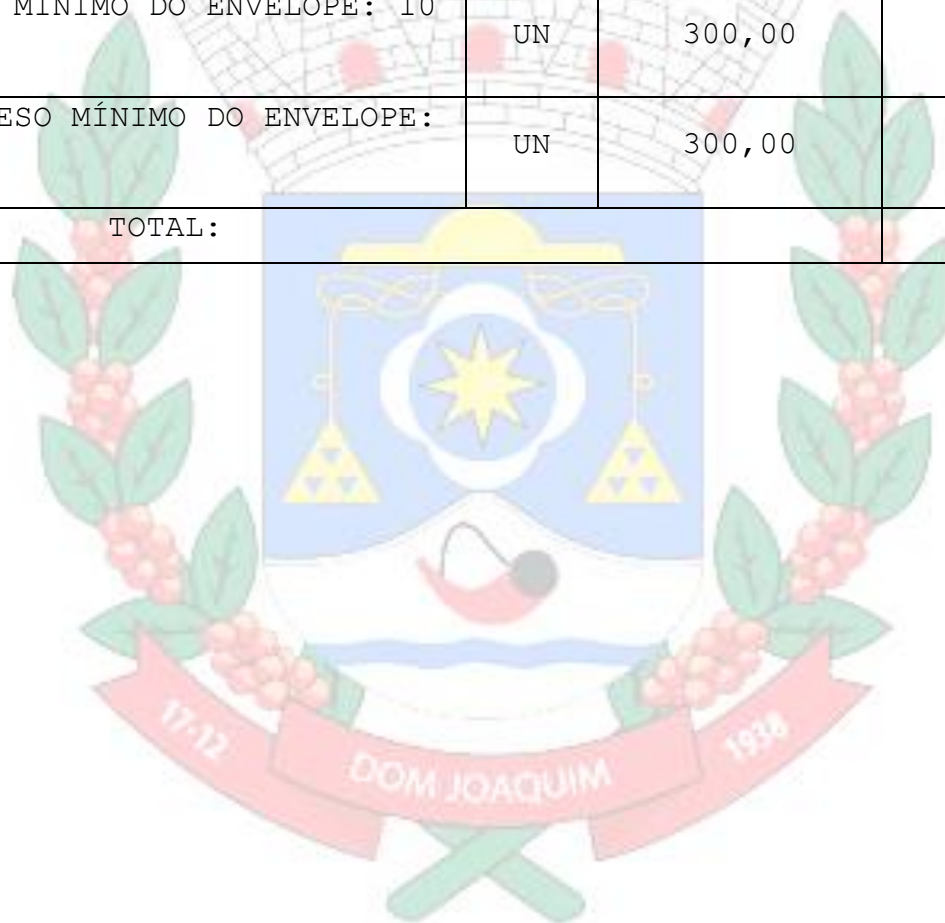 MÍNIMO DO ENVELOPE: 10
UN 300,00
ESO MÍNIMO DO ENVELOPE:
UN 300,00
TOTAL:
17-12 DOM JOAQUIM 1938